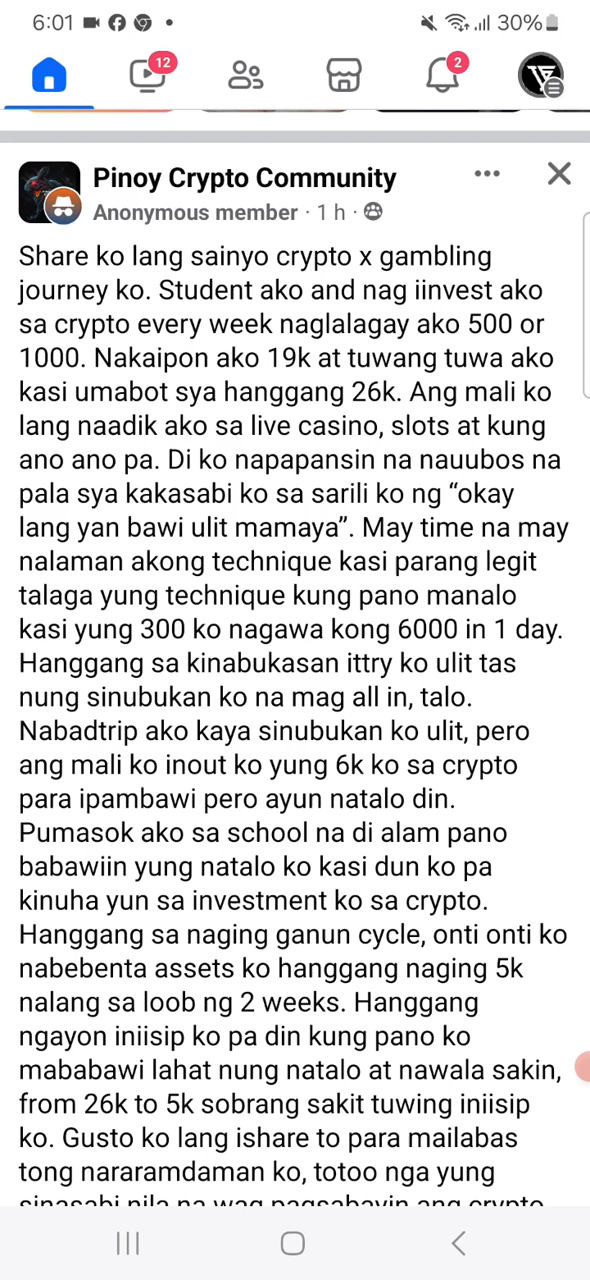 6:01
30%
12
2
Pinoy Crypto Community
Anonymous member · 1 h ·
Share ko lang sainyo crypto x gambling
journey ko. Student ako and nag iinvest ako
sa crypto every week naglalagay ako 500 or
1000. Nakaipon ako 19k at tuwang tuwa ako
kasi umabot sya hanggang 26k. Ang mali ko
lang naadik ako sa live casino, slots at kung
ano ano pa. Di ko napapansin na nauubos na
pala sya kakasabi ko sa sarili ko ng “okay
lang yan bawi ulit mamaya”. May time na may
nalaman akong technique kasi parang legit
talaga yung technique kung pano manalo
kasi yung 300 ko nagawa kong 6000 in 1 day.
Hanggang sa kinabukasan ittry ko ulit tas
nung sinubukan ko na mag all in, talo.
Nabadtrip ako kaya sinubukan ko ulit, pero
ang mali ko inout ko yung 6k ko sa crypto
para ipambawi pero ayun natalo din.
Pumasok ako sa school na di alam pano
babawiin yung natalo ko kasi dun ko pa
kinuha yun sa investment ko sa crypto.
Hanggang sa naging ganun cycle, onti onti ko
nabebenta assets ko hanggang naging 5k
nalang sa loob ng 2 weeks. Hanggang
ngayon iniisip ko pa din kung pano ko
mababawi lahat nung natalo at nawala sakin,
from 26k to 5k sobrang sakit tuwing iniisip
ko. Gusto ko lang ishare to para mailabas
tong nararamdaman ko, totoo nga yung
sinasabi nila na wag pagsabayin ang crypto